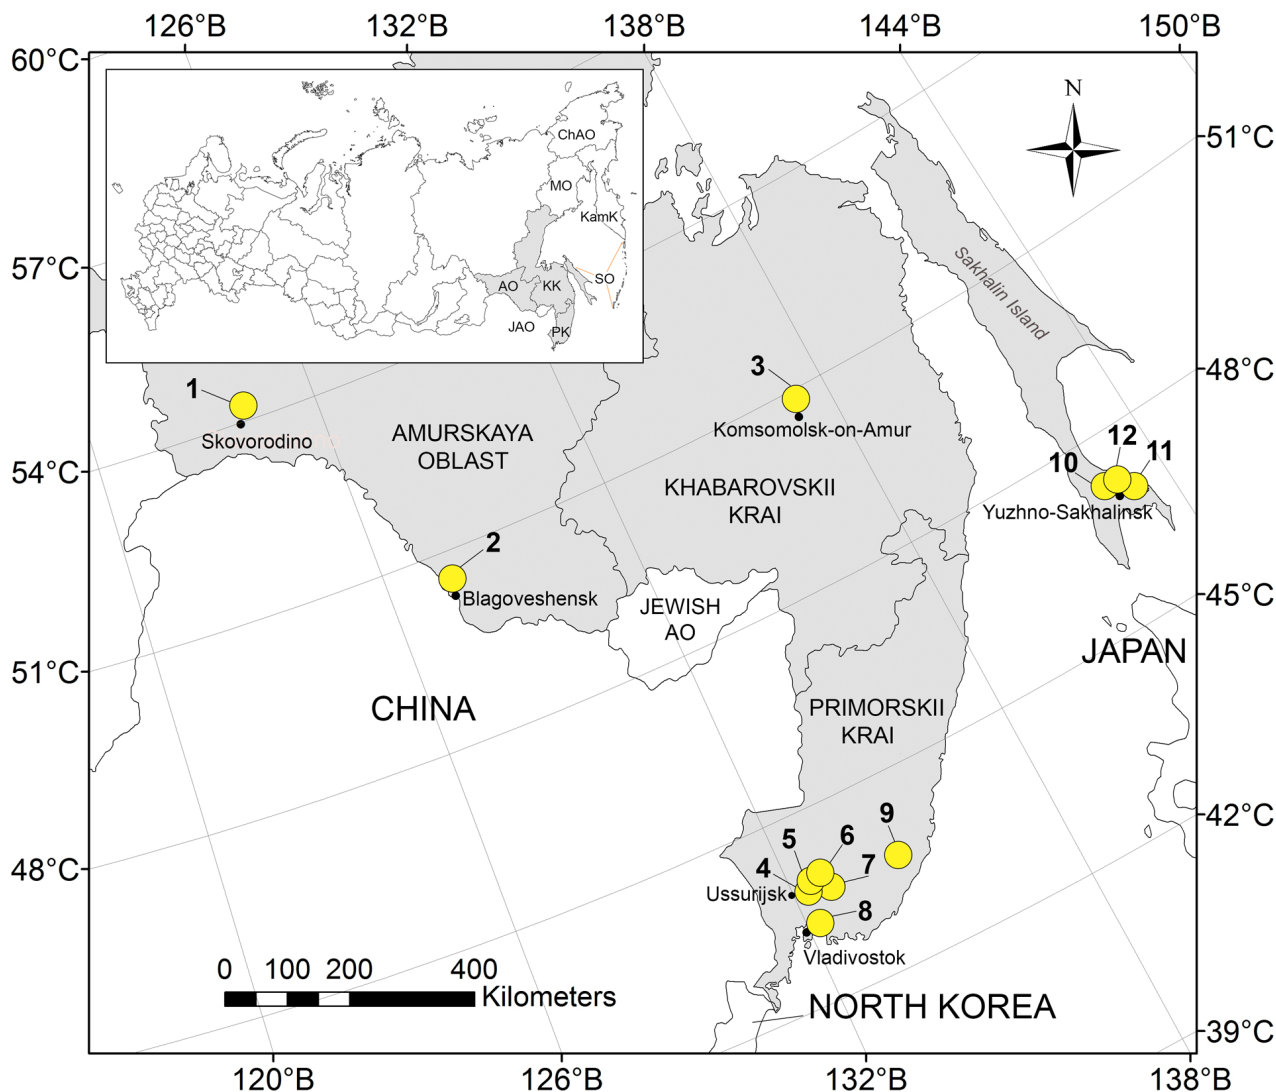 126°B
132°B
138°B
144°B
150°B
60°C
57°C
54°C
51°C
48°C
51°C
48°C
45°C
42°C
39°C
120°B
126°B
132°B
138°B
N
ChAO
MO
KamK
SO
AO
KK
JAO
PK
Sakhalin Island
1
Skovorodino
AMURSKAYA
OBLAST
3
Komsomolsk-on-Amur
KHABAROVSKII
KRAI
10
12
11
Yuzhno-Sakhalinsk
2
Blagoveshensk
JEWISH
AO
JAPAN
CHINA
PRIMORSKII
KRAI
9
5
6
4
7
Ussurijsk
8
Vladivostok
NORTH KOREA
0
100
200
400
Kilometers